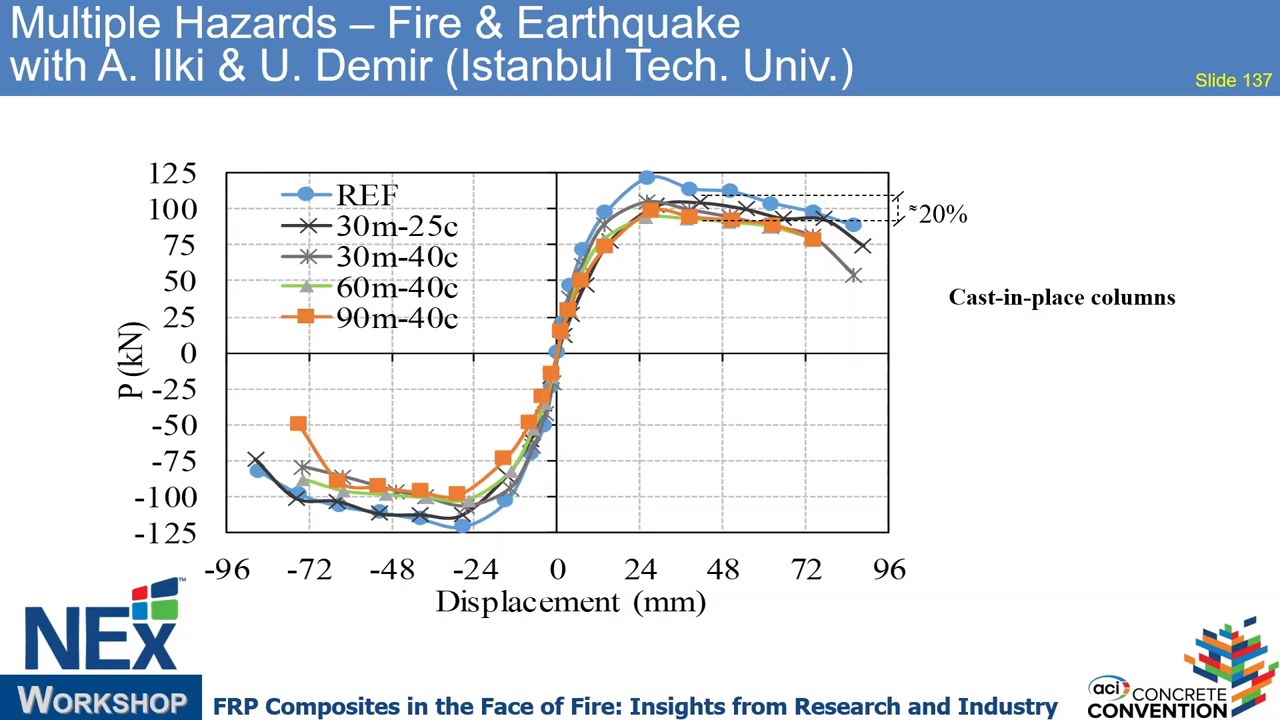 Multiple Hazards – Fire & Earthquake
with A. Ilki & U. Demir (Istanbul Tech. Univ.)
Slide 137
125
100
75
50
25
0
-25
-50
-75
-100
-125
P (kN)
REF
30m-25c
30m-40c
60m-40c
90m-40c
≈20%
Cast-in-place columns
-96 -72 -48 -24 0 24 48 72 96
Displacement (mm)
NEx™
WORKSHOP
FRP Composites in the Face of Fire: Insights from Research and Industry
aci CONCRETE
CONVENTION